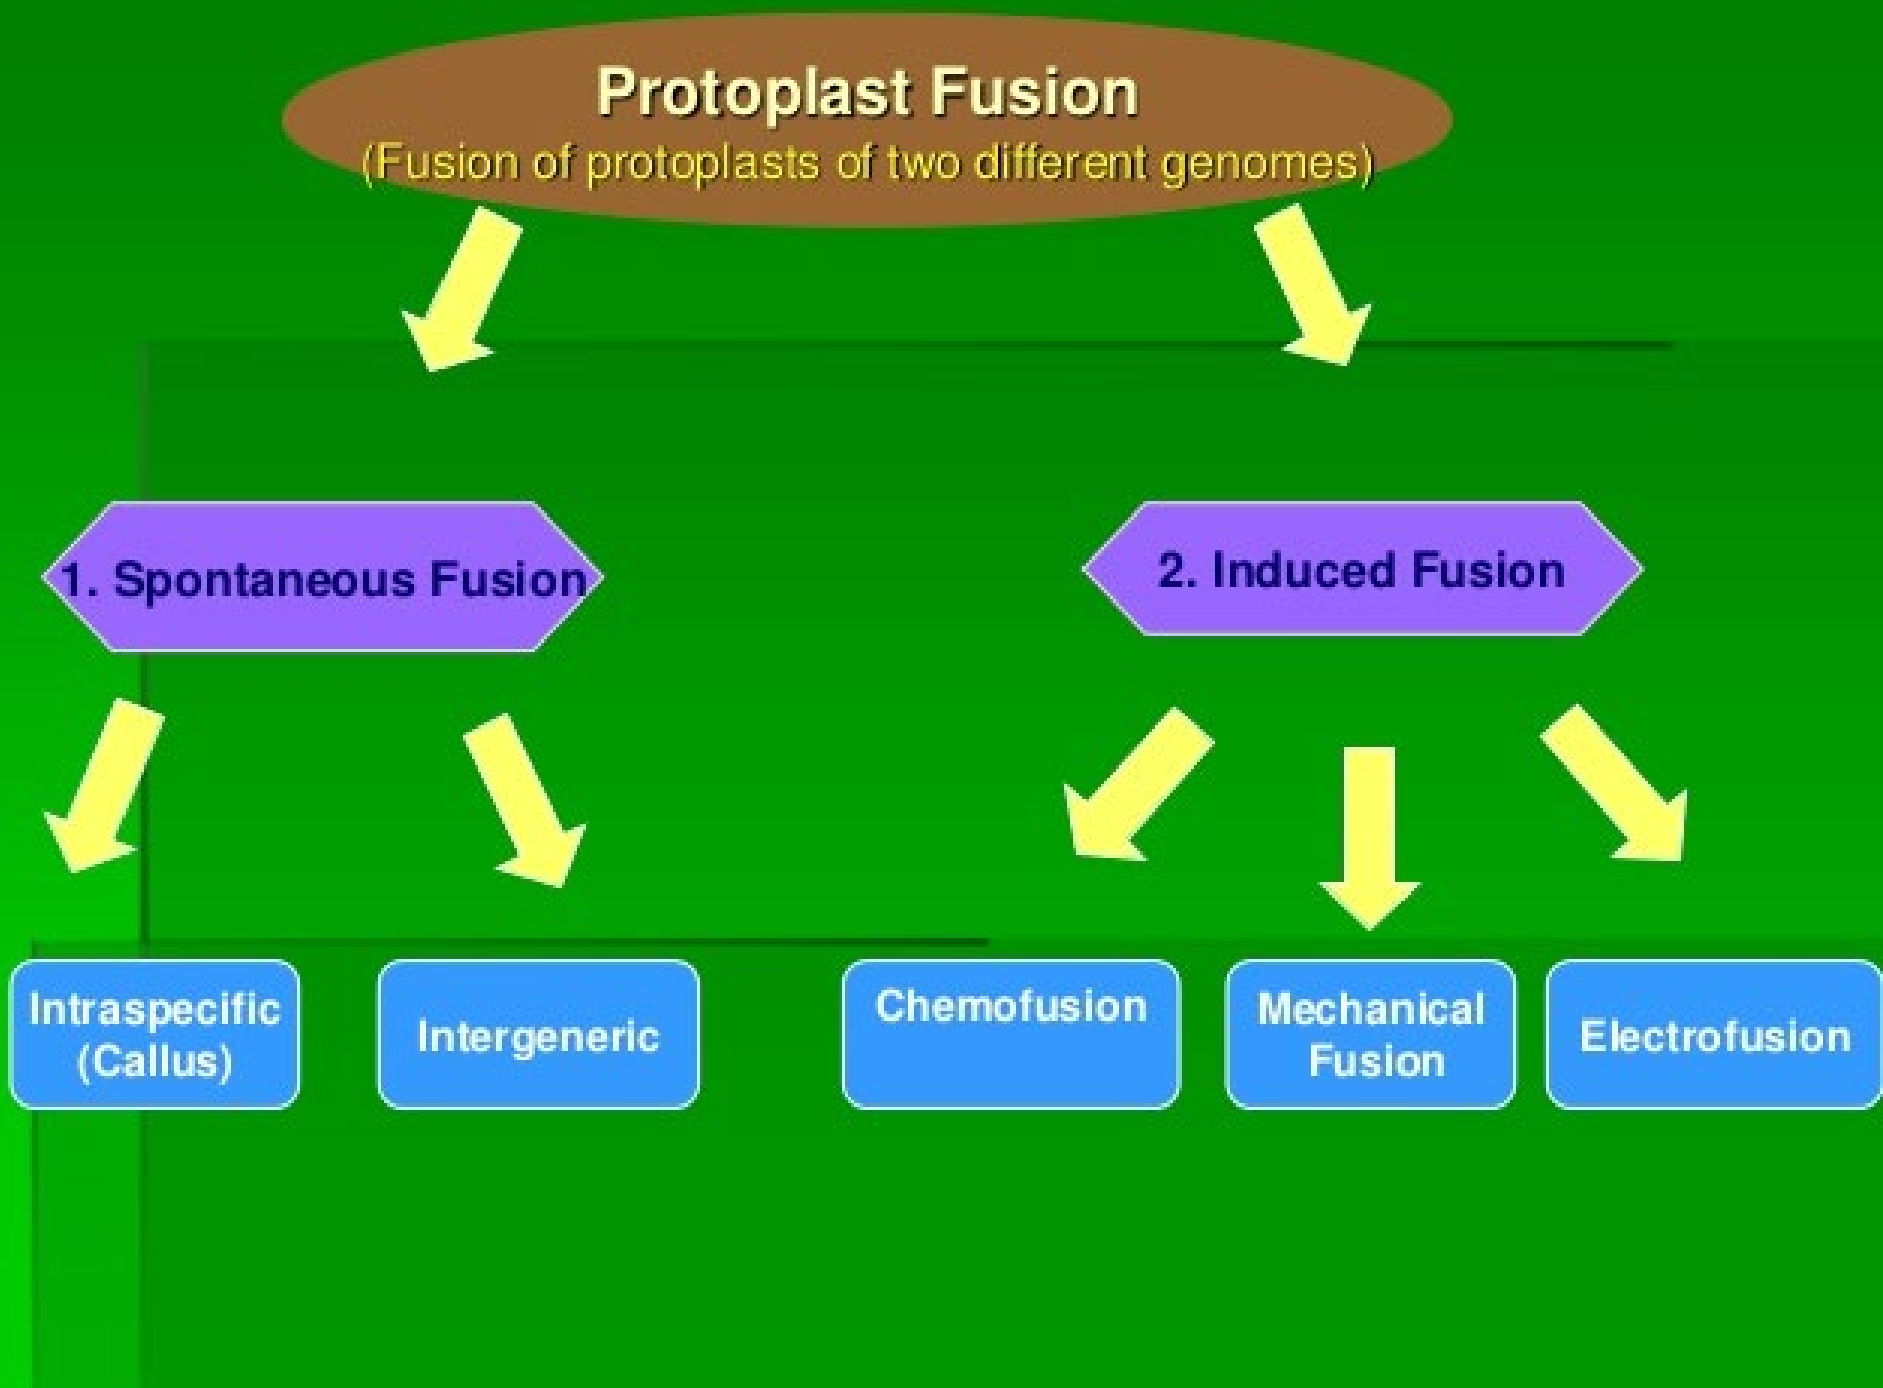 Protoplast Fusion
(Fusion of protoplasts of two different genomes)
1. Spontaneous Fusion
2. Induced Fusion
Intraspecific
(Callus)
Intergeneric
Chemofusion
Mechanical
Fusion
Electrofusion